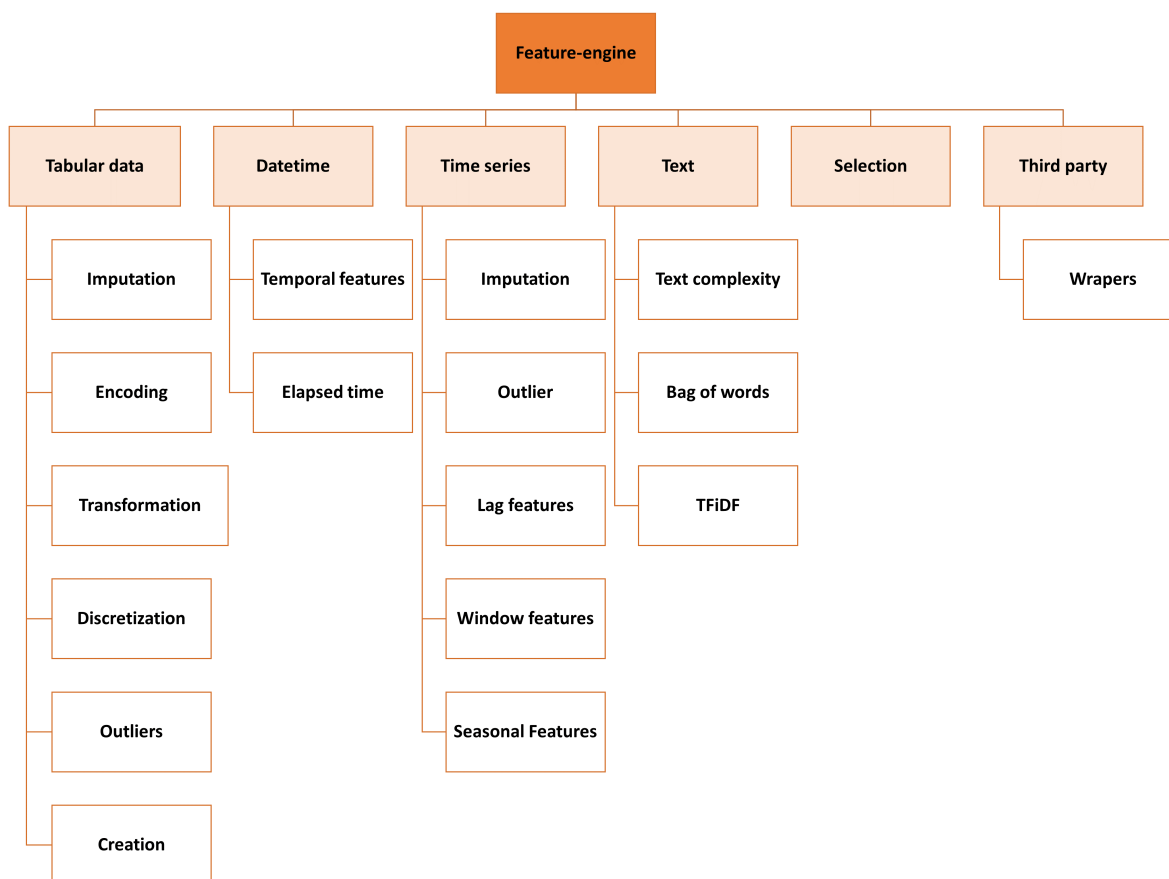 Feature-engine
Tabular data
Datetime
Time series
Text
Selection
Third party
Imputation
Temporal features
Imputation
Text complexity
Wrapers
Encoding
Elapsed time
Outlier
Bag of words
Transformation
Lag features
TFiDF
Discretization
Window features
Outliers
Seasonal Features
Creation